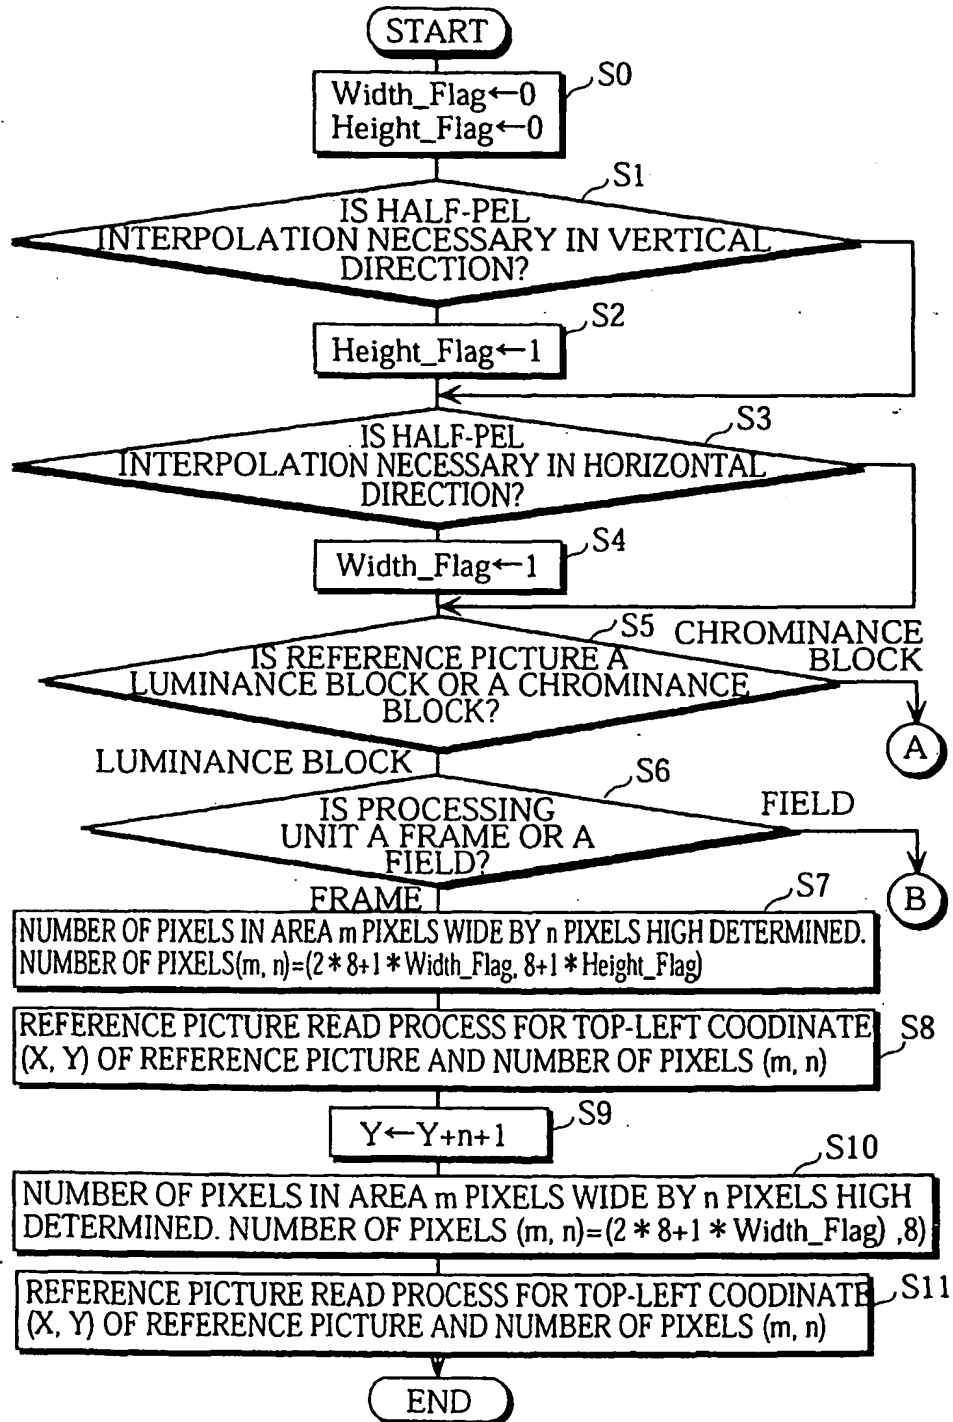 START
S0
Width_Flag←0
Height_Flag←0
S1
IS HALF-PEL
INTERPOLATION NECESSARY IN VERTICAL
DIRECTION?
S2
Height_Flag←1
S3
IS HALF-PEL
INTERPOLATION NECESSARY IN HORIZONTAL
DIRECTION?
S4
Width_Flag←1
S5
CHROMINANCE
BLOCK
IS REFERENCE PICTURE A
LUMINANCE BLOCK OR A CHROMINANCE
BLOCK?
A
LUMINANCE BLOCK
S6
IS PROCESSING
UNIT A FRAME OR A
FIELD?
FIELD
B
FRAME
S7
NUMBER OF PIXELS IN AREA m PIXELS WIDE BY n PIXELS HIGH DETERMINED.
NUMBER OF PIXELS(m, n)=(2*8+1*Width_Flag, 8+1*Height_Flag)
REFERENCE PICTURE READ PROCESS FOR TOP-LEFT COODINATE
(X, Y) OF REFERENCE PICTURE AND NUMBER OF PIXELS (m, n)
S8
Y←Y+n+1
S9
S10
NUMBER OF PIXELS IN AREA m PIXELS WIDE BY n PIXELS HIGH
DETERMINED. NUMBER OF PIXELS (m, n)=(2*8+1*Width_Flag) ,8)
REFERENCE PICTURE READ PROCESS FOR TOP-LEFT COODINATE
(X, Y) OF REFERENCE PICTURE AND NUMBER OF PIXELS (m, n)
S11
END